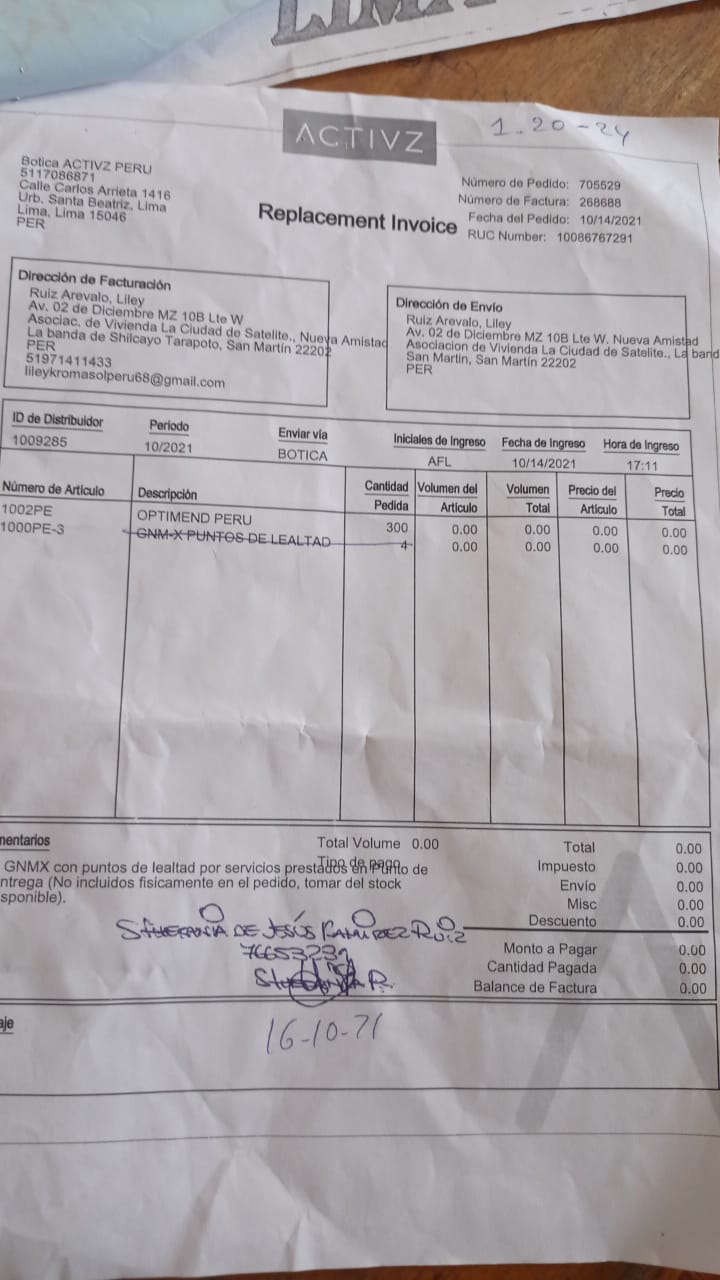 LIMA
ACTIVZ
1.20-24
Botica ACTIVZ PERU
5117086871
Calle Carlos Arrieta 1416
Urb. Santa Beatriz, Lima
Lima, Lima 15046
PER
Replacement Invoice
Número de Pedido: 705529
Número de Factura: 268688
Fecha del Pedido: 10/14/2021
RUC Number: 10086767291
Dirección de Facturación
Ruiz Arevalo, Liley
Av. 02 de Diciembre MZ 10B Lte W
Asociac. de Vivienda La Ciudad de Satelite., Nueva Amistad
La banda de Shilcayo Tarapoto, San Martín 22202
PER
51971411433
lileykromasolperu68@gmail.com
Dirección de Envío
Ruiz Arevalo, Liley
Av. 02 de Diciembre MZ 10B Lte W. Nueva Amistad
Asociacion de Vivienda La Ciudad de Satelite., La band
San Martin, San Martín 22202
PER
ID de Distribuidor Período Enviar vía Iniciales de Ingreso Fecha de Ingreso Hora de Ingreso
1009285 10/2021 BOTICA AFL 10/14/2021 17:11
Número de Artículo Descripción Cantidad Pedida Volumen del Artículo Volumen Total Precio del Artículo Precio Total
1002PE OPTIMEND PERU 300 0.00 0.00 0.00 0.00
1000PE-3 GNM-X PUNTOS DE LEALTAD 4 0.00 0.00 0.00 0.00
mentarios
GNMX con puntos de lealtad por servicios prestados en Punto de
ntrega (No incluidos fisicamente en el pedido, tomar del stock
sponible).
Total Volume 0.00
Tipo de pago
Total 0.00
Impuesto 0.00
Envío 0.00
Misc 0.00
Descuento 0.00
Monto a Pagar 0.00
Cantidad Pagada 0.00
Balance de Factura 0.00
DE JESÚS RAMÍREZ RUIZ
76653231
aje
16-10-21